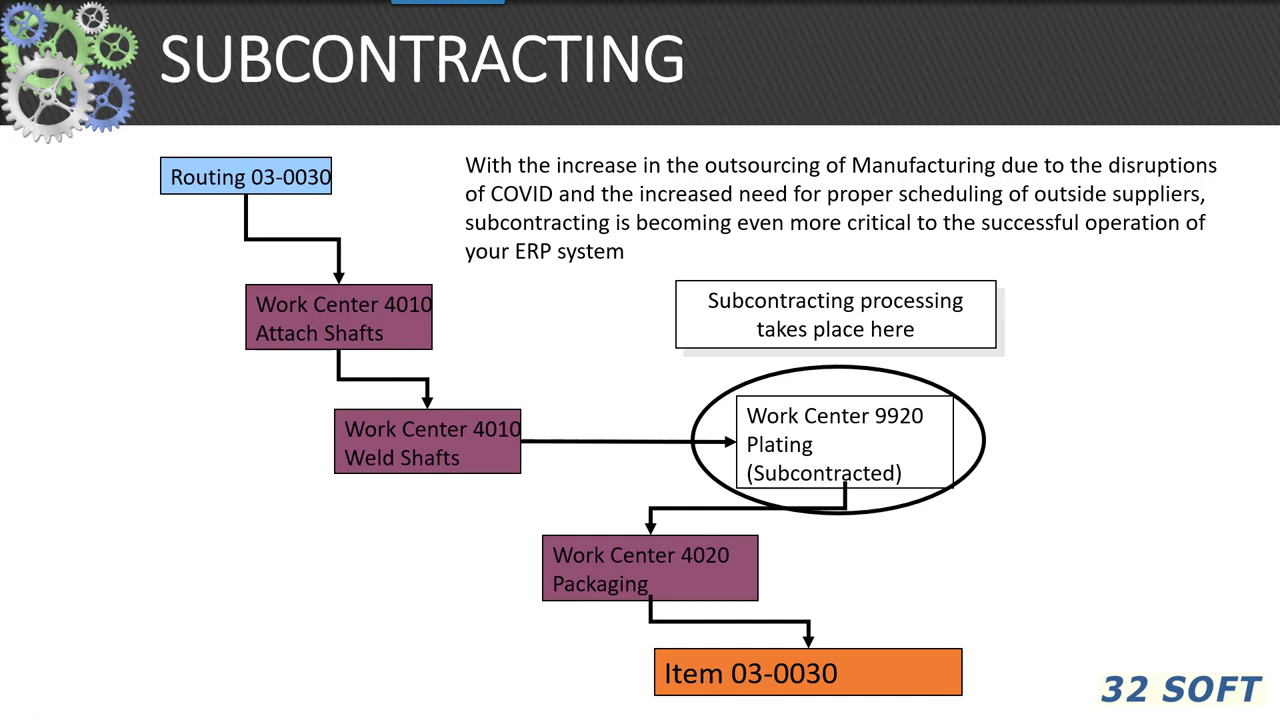 SUBCONTRACTING
Routing 03-0030
With the increase in the outsourcing of Manufacturing due to the disruptions
of COVID and the increased need for proper scheduling of outside suppliers,
subcontracting is becoming even more critical to the successful operation of
your ERP system
Work Center 4010
Attach Shafts
Subcontracting processing
takes place here
Work Center 4010
Weld Shafts
Work Center 9920
Plating
(Subcontracted)
Work Center 4020
Packaging
Item 03-0030
32 SOFT